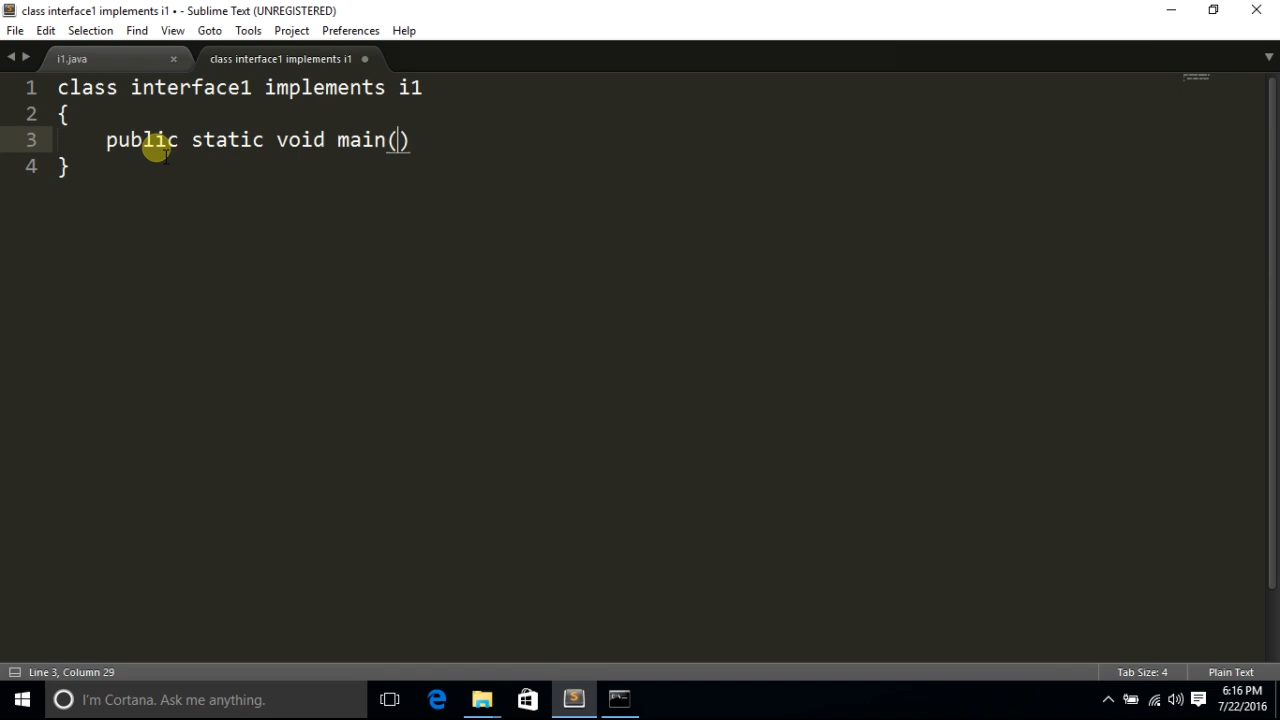 class interface1 implements i1 • - Sublime Text (UNREGISTERED)
File Edit Selection Find View Goto Tools Project Preferences Help
i1.java × class interface1 implements i1 •
1 class interface1 implements i1
2 {
3 public static void main()
4 }
Line 3, Column 29 Tab Size: 4 Plain Text
I'm Cortana. Ask me anything.
6:16 PM
7/22/2016